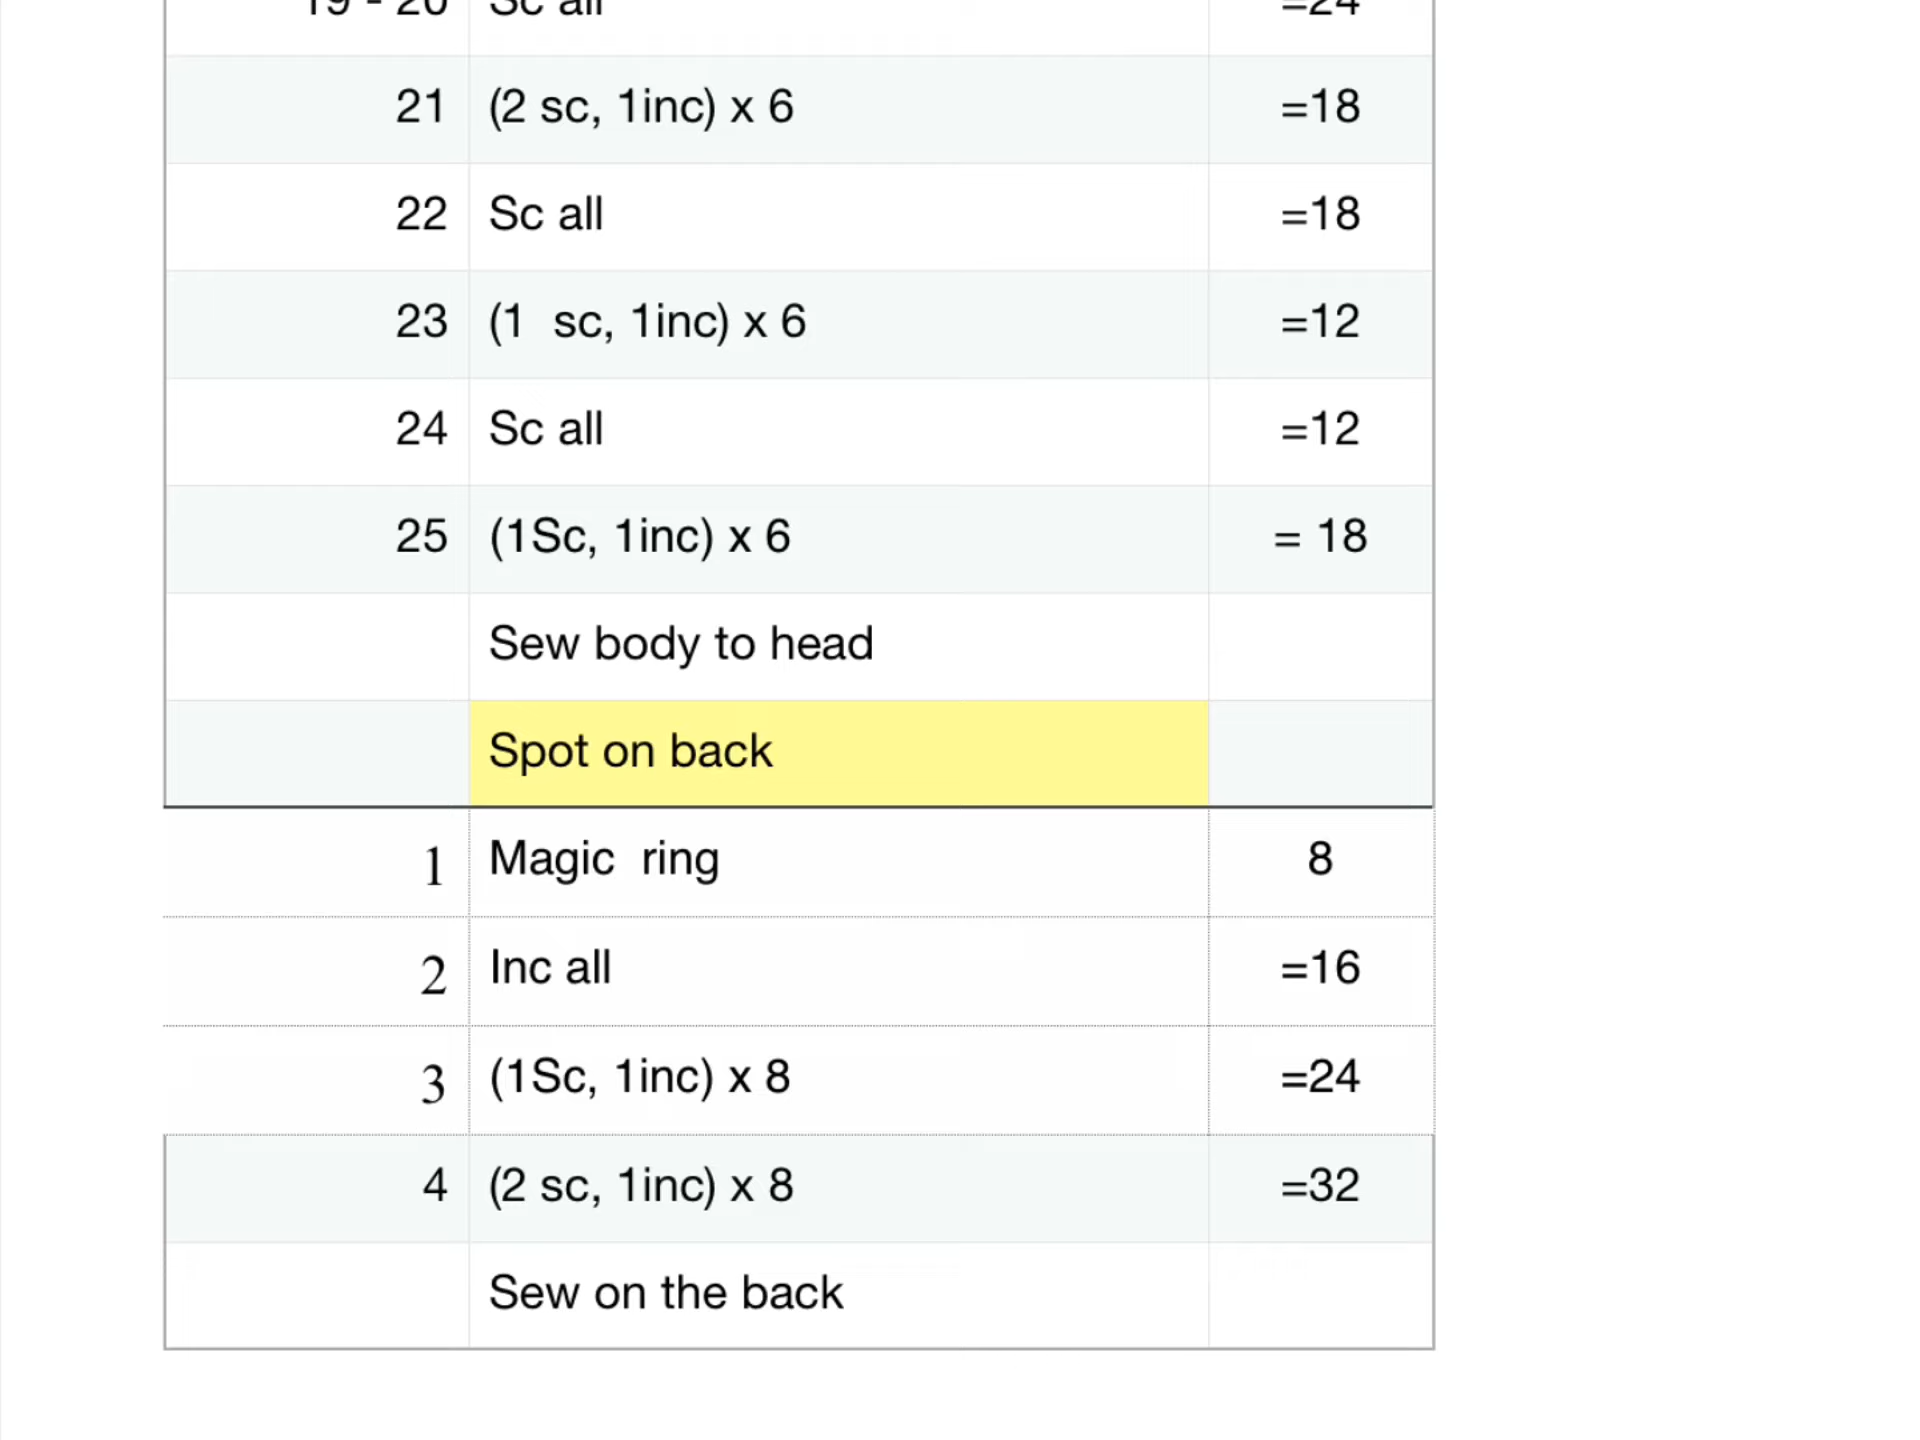 19 - 20 Sc all =24
21 (2 sc, 1inc) x 6 =18
22 Sc all =18
23 (1  sc, 1inc) x 6 =12
24 Sc all =12
25 (1Sc, 1inc) x 6 = 18
Sew body to head
Spot on back
1 Magic  ring 8
2 Inc all =16
3 (1Sc, 1inc) x 8 =24
4 (2 sc, 1inc) x 8 =32
Sew on the back